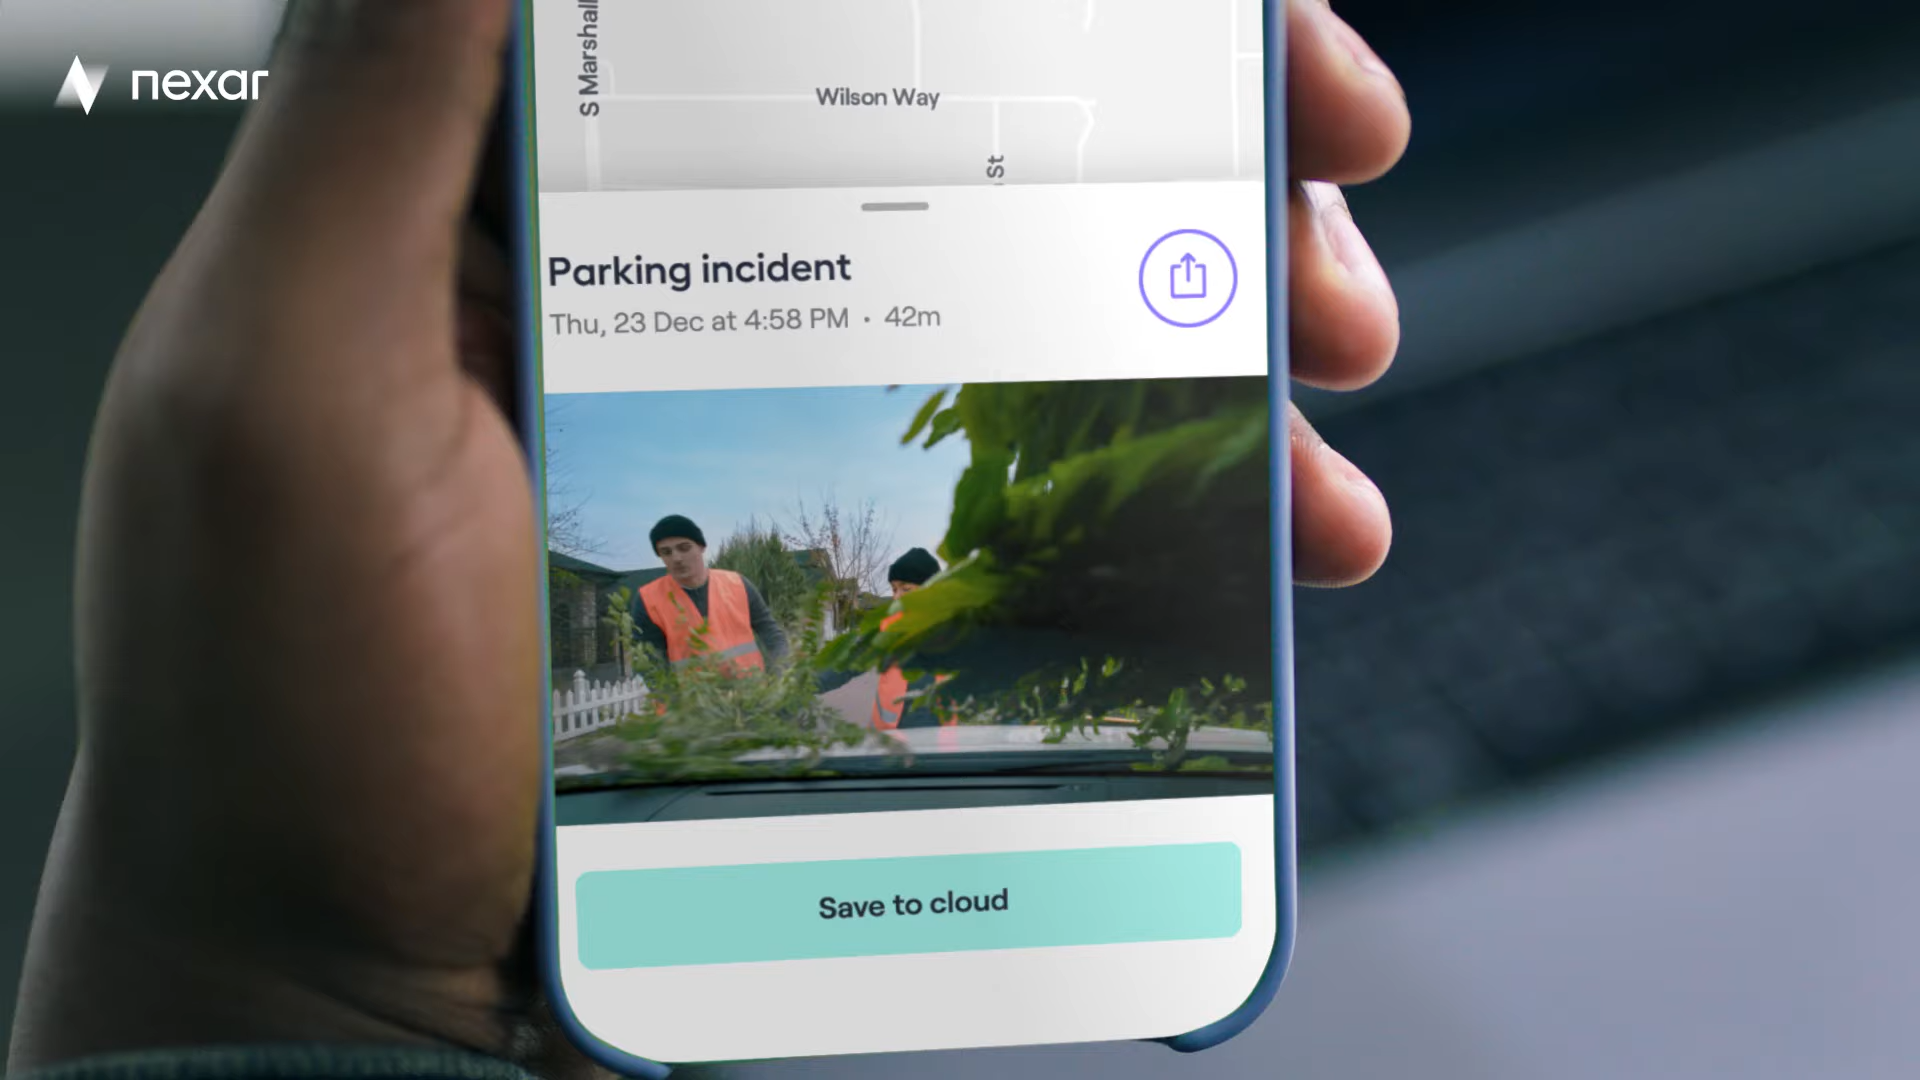 nexar
S Marshall
Wilson Way
St
Parking incident
Thu, 23 Dec at 4:58 PM • 42m
Save to cloud